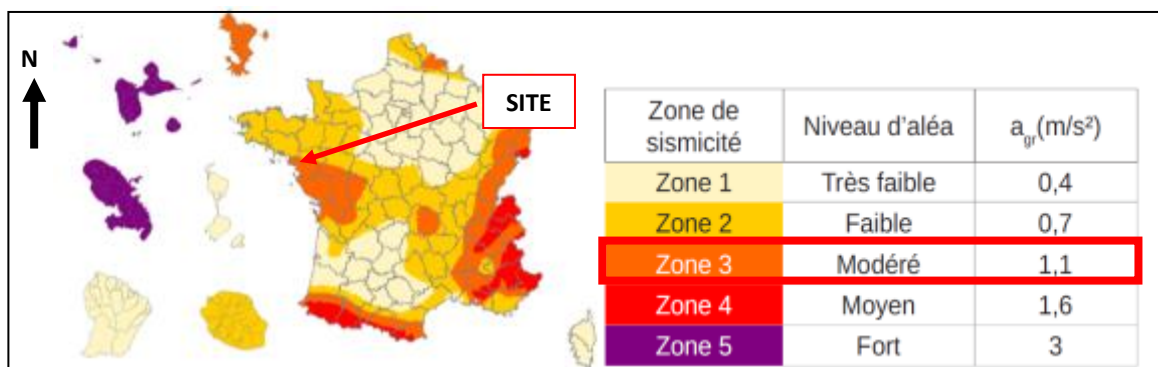 N
SITE
Zone de sismicité Niveau d'aléa agr(m/s²)
Zone 1 Très faible 0,4
Zone 2 Faible 0,7
Zone 3 Modéré 1,1
Zone 4 Moyen 1,6
Zone 5 Fort 3